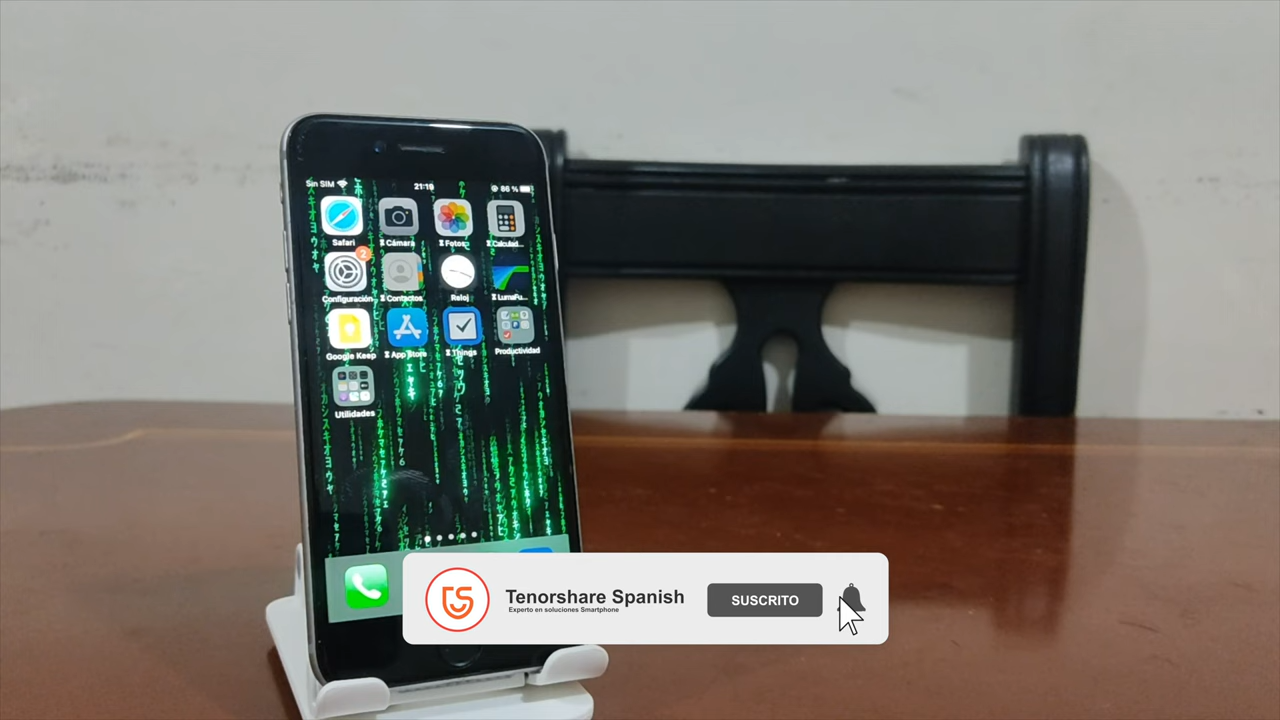 Sin SIM
21:19
86 %
Safari
Cámara
Fotos
Calculad...
2
Configuración
Contactos
Reloj
LumaFu...
Google Keep
App Store
Things
Productividad
Utilidades
Tenorshare Spanish
Experto en soluciones Smartphone
SUSCRITO